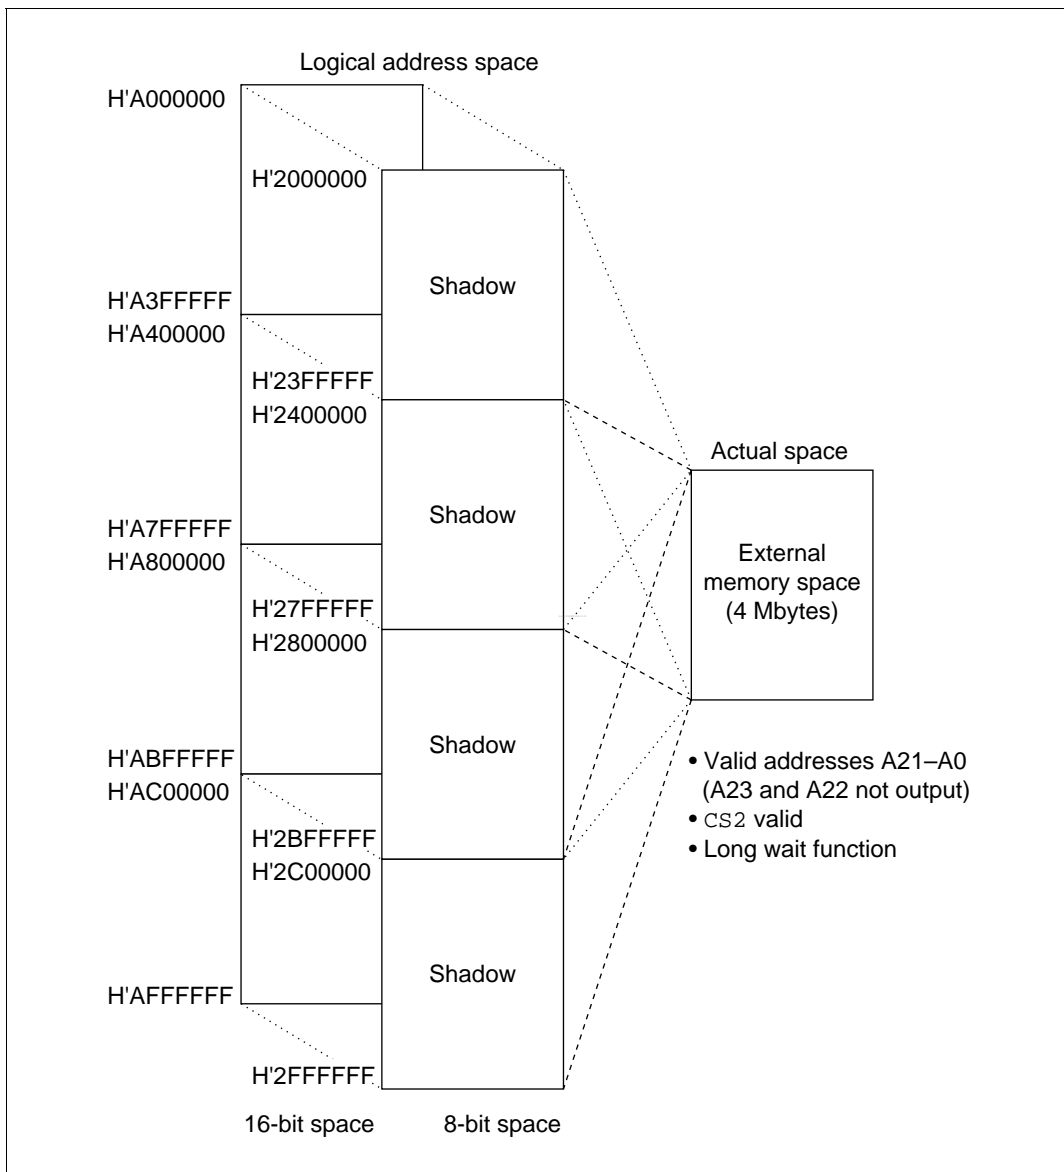 Logical address space
H'A000000
H'2000000
Shadow
H'A3FFFFF
H'A400000
H'23FFFFF
H'2400000
Actual space
Shadow
H'A7FFFFF
H'A800000
External
memory space
(4 Mbytes)
H'27FFFFF
H'2800000
Shadow
H'ABFFFFF
H'AC00000
• Valid addresses A21–A0
(A23 and A22 not output)
• CS2 valid
• Long wait function
H'2BFFFFF
H'2C00000
Shadow
H'AFFFFFF
H'2FFFFFF
16-bit space
8-bit space